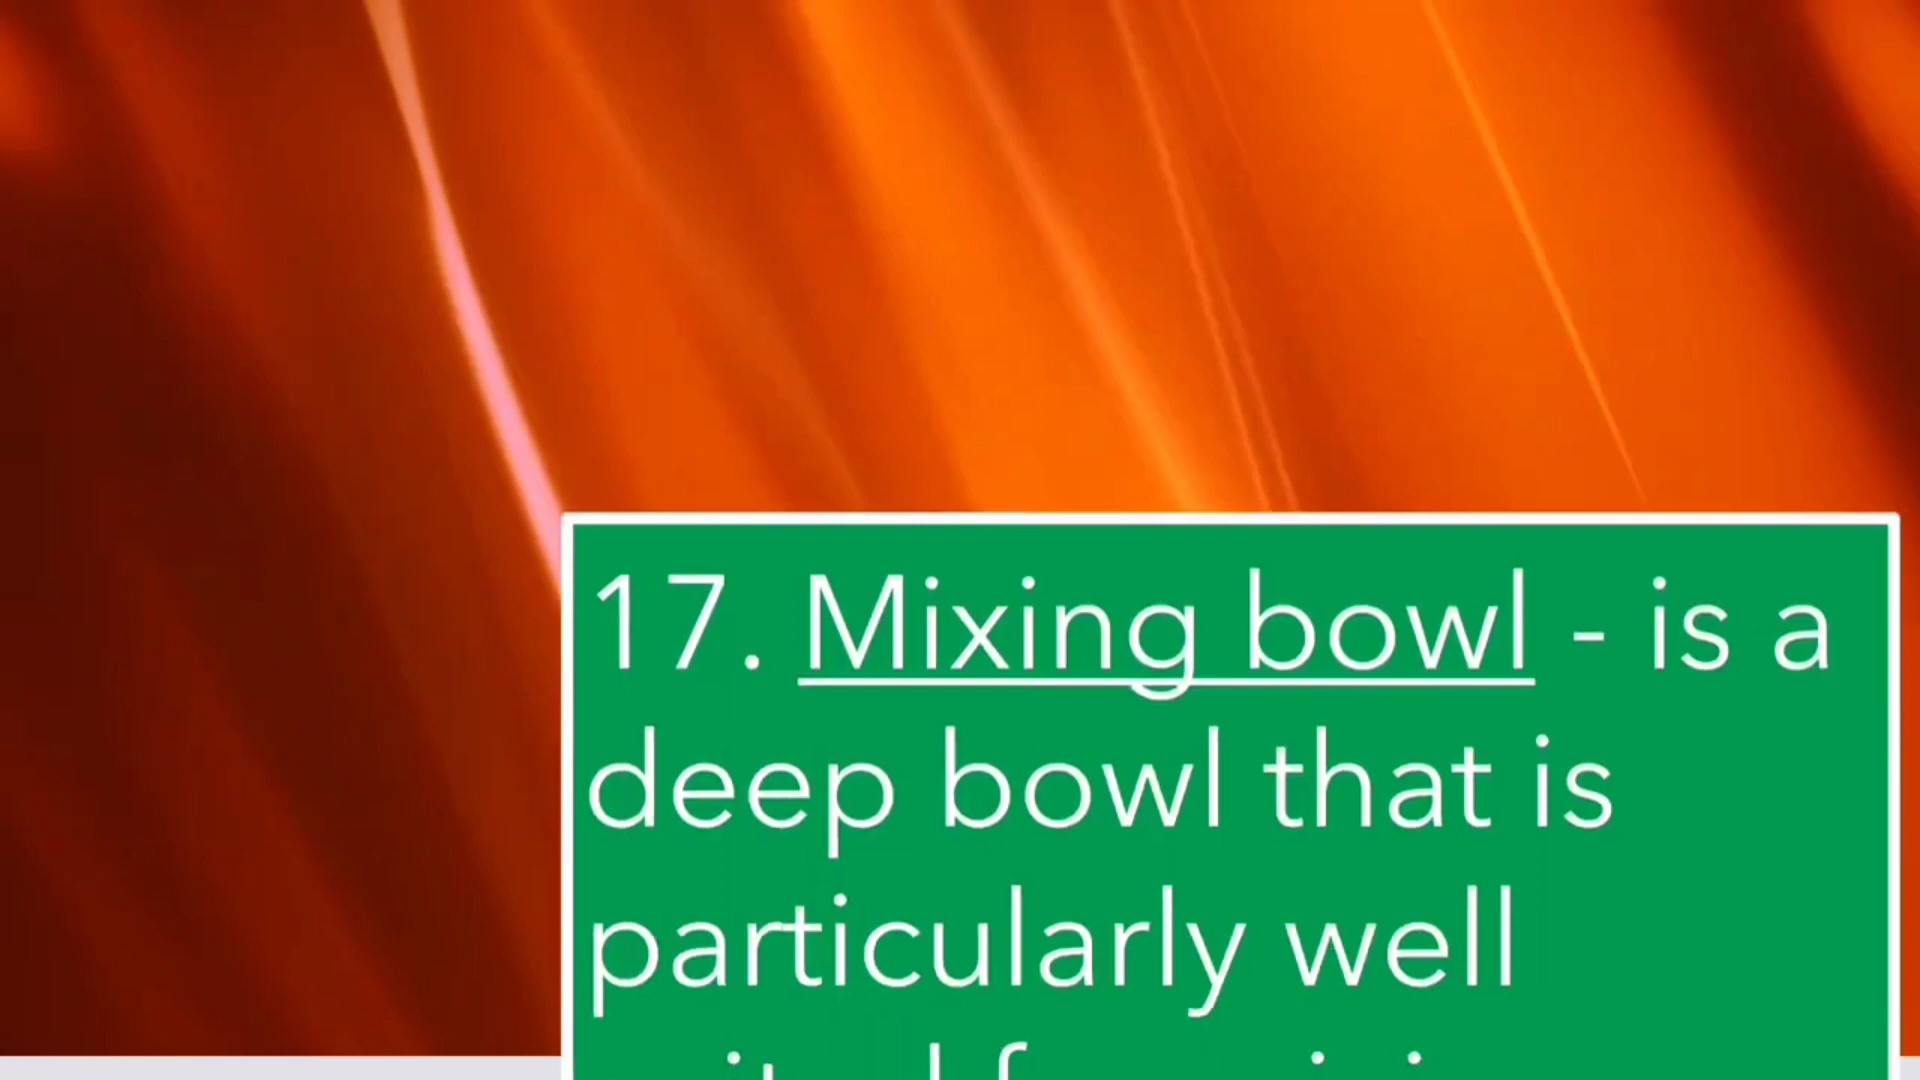 17. Mixing bowl - is a
deep bowl that is
particularly well